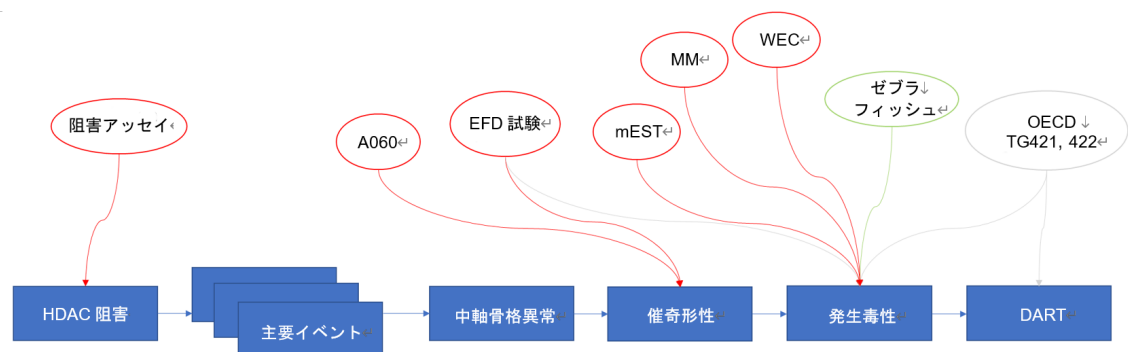 WEC↵
MM↵
ゼブラ↓
フィッシュ↵
阻害アッセイ↵
EFD 試験↵
A060↵
mEST↵
OECD ↓
TG421, 422↵
HDAC 阻害
主要イベント↵
中軸骨格異常↵
催奇形性↵
発生毒性↵
DART↵